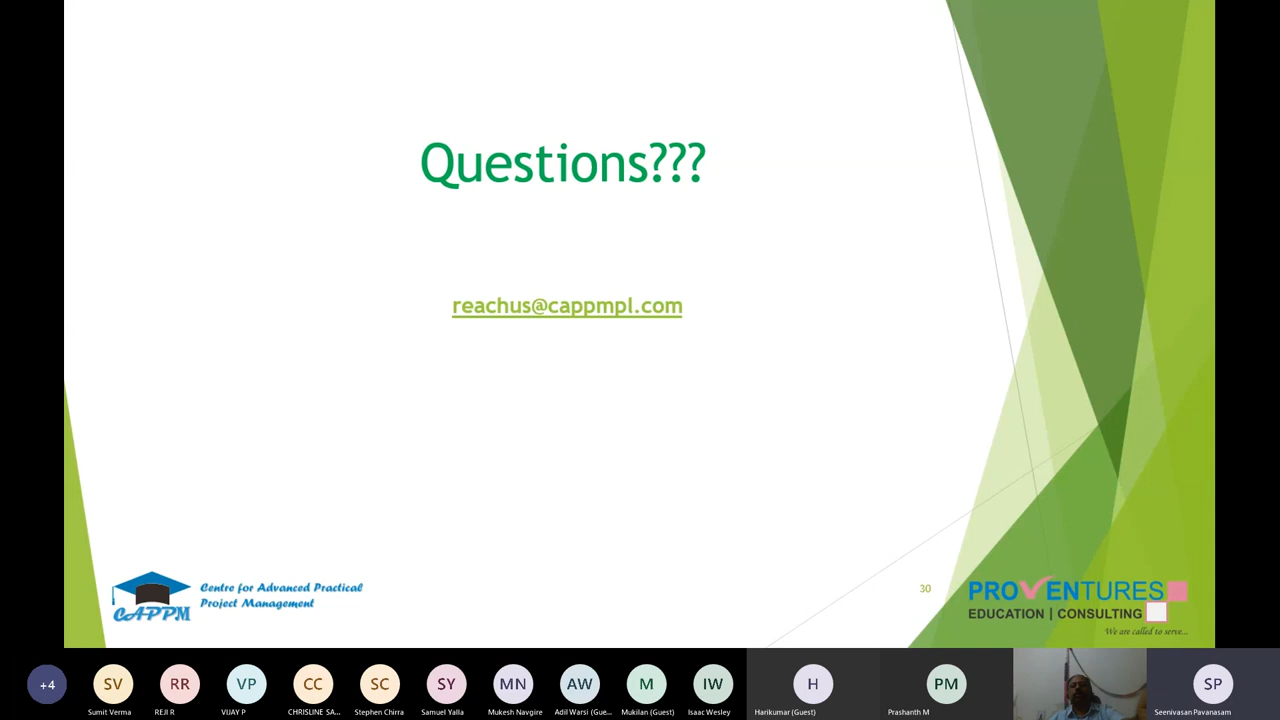 Questions???
reachus@cappmpl.com
CAPPM
Centre for Advanced Practical
Project Management
30
PROVENTURES
EDUCATION | CONSULTING
We are called to serve...
+4
SV
RR
VP
CC
SC
SY
MN
AW
M
IW
H
PM
SP
Sumit Verma
REJI R
VIJAY P
CHRISLINE SA...
Stephen Chirra
Samuel Yalla
Mukesh Navgire
Adil Warsi (Gue...
Mukilan (Guest)
Isaac Wesley
Harikumar (Guest)
Prashanth M
Seenivasan Pavanasam